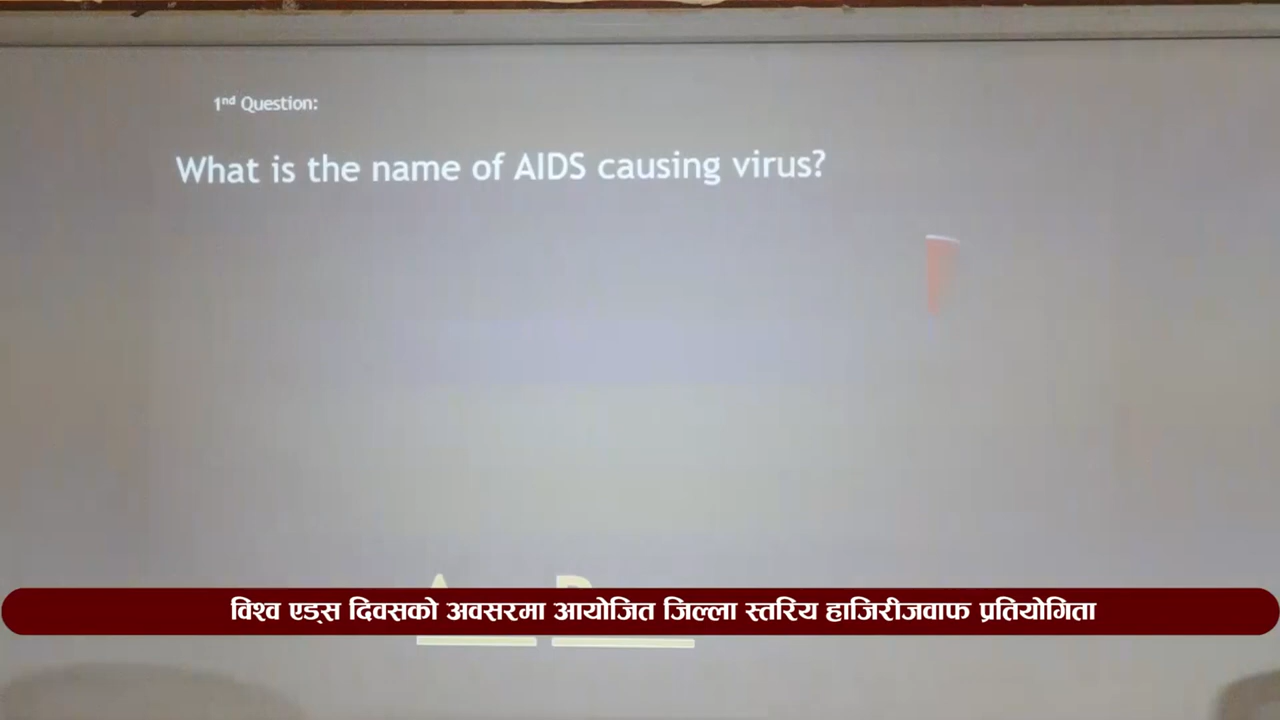 1nd Question:
What is the name of AIDS causing virus?
विश्व एड्स दिवसको अवसरमा आयोजित जिल्ला स्तरिय हाजिरीजवाफ प्रतियोगिता